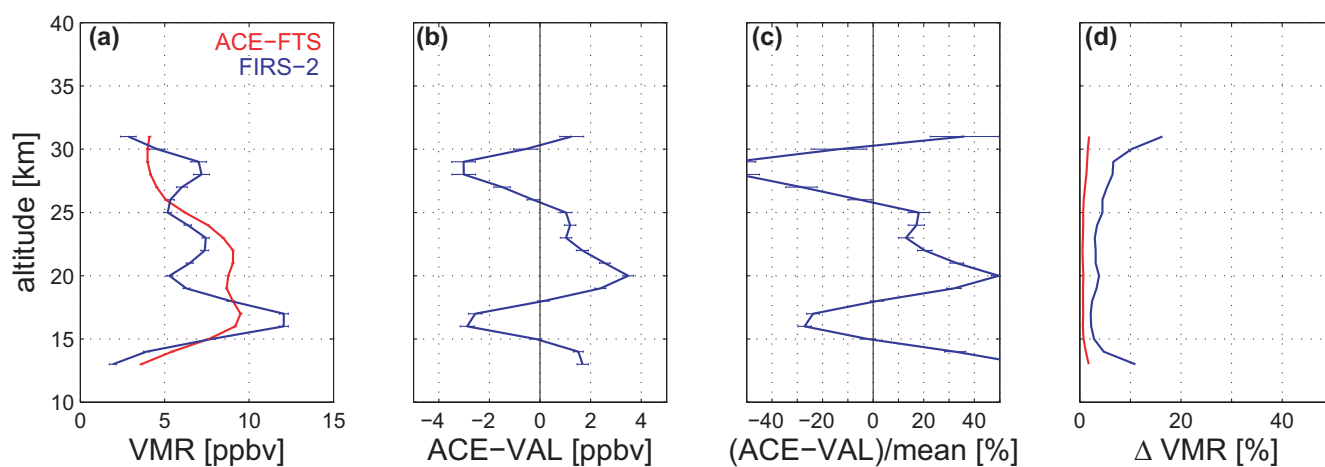 (a) ACE−FTS
FIRS−2
(b)
(c)
(d)
altitude [km]
40
35
30
25
20
15
10
0 5 10 15
VMR [ppbv]
−4 −2 0 2 4
ACE−VAL [ppbv]
−40 −20 0 20 40
(ACE−VAL)/mean [%]
0 20 40
Δ VMR [%]